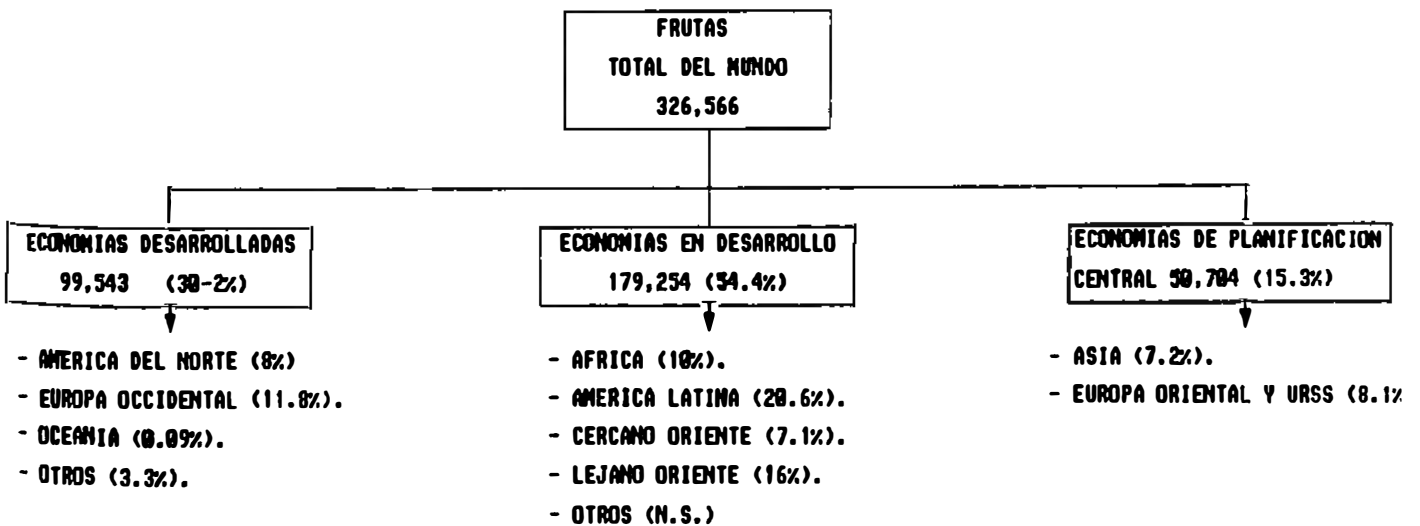 FRUTAS
TOTAL DEL MUNDO
326,566
ECONOMIAS DESARROLLADAS
99,543 (30-2%)
ECONOMIAS EN DESARROLLO
179,254 (54.4%)
ECONOMIAS DE PLANIFICACION
CENTRAL 50,704 (15.3%)
- AMERICA DEL NORTE (8%)
- EUROPA OCCIDENTAL (11.8%).
- OCEANIA (0.09%).
- OTROS (3.3%).
- AFRICA (10%).
- AMERICA LATINA (20.6%).
- CERCANO ORIENTE (7.1%).
- LEJANO ORIENTE (16%).
- OTROS (N.S.)
- ASIA (7.2%).
- EUROPA ORIENTAL Y URSS (8.1%